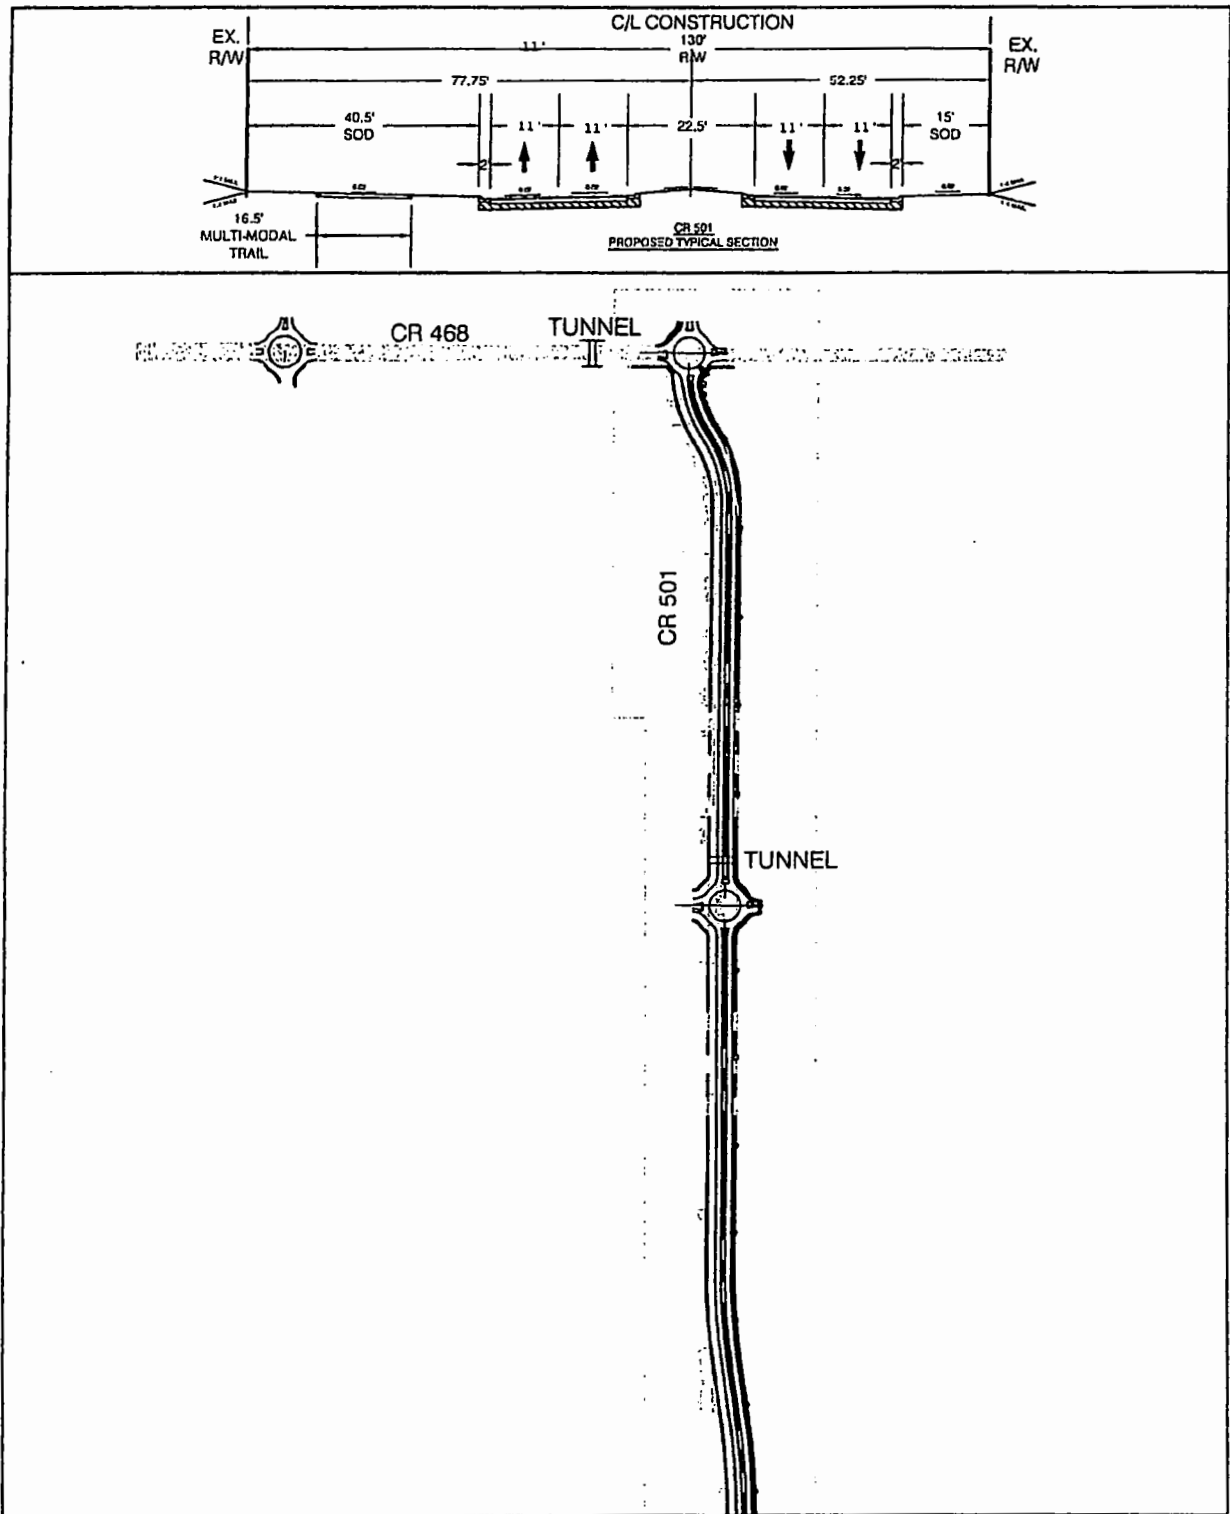 C/L CONSTRUCTION
EX.
R/W
11'
130'
R/W
EX.
R/W
77.75'
52.25'
40.5'
SOD
11'
11'
22.5'
11'
11'
15'
SOD
2'
2'
16.5'
MULTI-MODAL
TRAIL
CR 501
PROPOSED TYPICAL SECTION
CR 468
TUNNEL
CR 501
TUNNEL